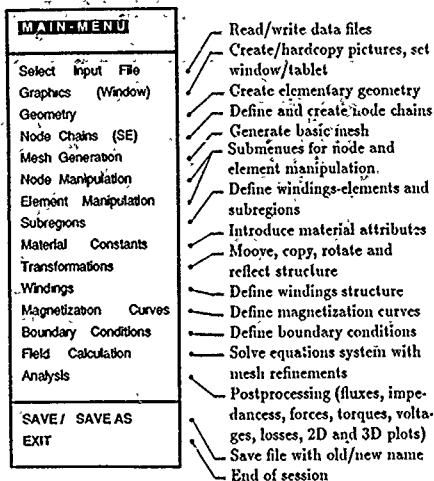 MAIN-MENU
Select Input File
Graphics (Window)
Geometry
Node Chains (SE)
Mesh Generation
Node Manipulation
Element Manipulation
Subregions
Material Constants
Transformations
Windings
Magnetization Curves
Boundary Conditions
Field Calculation
Analysis
SAVE / SAVE AS
EXIT
Read/write data files
Create/hardcopy pictures, set
window/tablet
Create elementary geometry
Define and create node chains
Generate basic mesh
Submenues for node and
element manipulation.
Define windings-elements and
subregions
Introduce material attributes
Moove, copy, rotate and
reflect structure
Define windings structure
Define magnetization curves
Define boundary conditions
Solve equations system with
mesh refinements
Postprocessing (fluxes, impe-
dancess, forces, torques, volta-
ges, losses, 2D and 3D plots)
Save file with old/new name
End of session